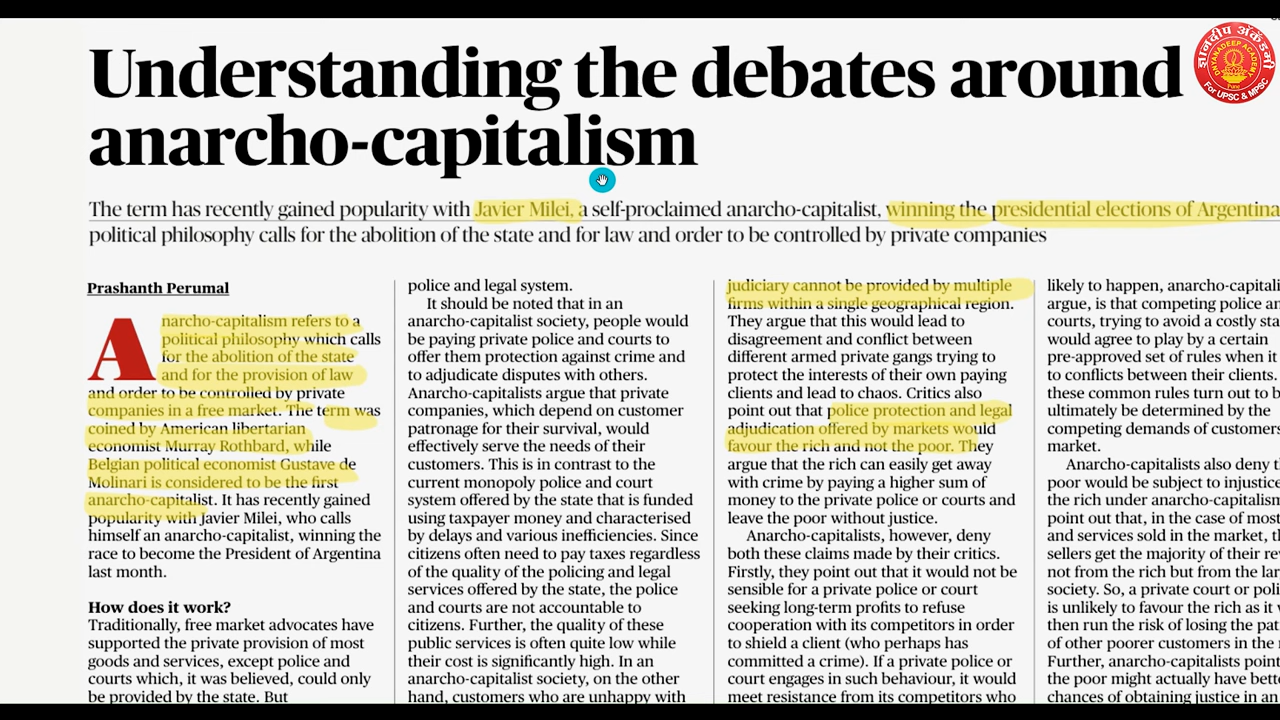 Understanding the debates around
anarcho-capitalism
ज्ञानदीप अकॅडमी
DNYANADEEP ACADEMY
Pune
For UPSC & MPSC
The term has recently gained popularity with Javier Milei, a self-proclaimed anarcho-capitalist, winning the presidential elections of Argentina
political philosophy calls for the abolition of the state and for law and order to be controlled by private companies
Prashanth Perumal
Anarcho-capitalism refers to a
political philosophy which calls
for the abolition of the state
and for the provision of law
and order to be controlled by private
companies in a free market. The term was
coined by American libertarian
economist Murray Rothbard, while
Belgian political economist Gustave de
Molinari is considered to be the first
anarcho-capitalist. It has recently gained
popularity with Javier Milei, who calls
himself an anarcho-capitalist, winning the
race to become the President of Argentina
last month.
How does it work?
Traditionally, free market advocates have
supported the private provision of most
goods and services, except police and
courts which, it was believed, could only
be provided by the state. But
police and legal system.
It should be noted that in an
anarcho-capitalist society, people would
be paying private police and courts to
offer them protection against crime and
to adjudicate disputes with others.
Anarcho-capitalists argue that private
companies, which depend on customer
patronage for their survival, would
effectively serve the needs of their
customers. This is in contrast to the
current monopoly police and court
system offered by the state that is funded
using taxpayer money and characterised
by delays and various inefficiencies. Since
citizens often need to pay taxes regardless
of the quality of the policing and legal
services offered by the state, the police
and courts are not accountable to
citizens. Further, the quality of these
public services is often quite low while
their cost is significantly high. In an
anarcho-capitalist society, on the other
hand, customers who are unhappy with
judiciary cannot be provided by multiple
firms within a single geographical region.
They argue that this would lead to
disagreement and conflict between
different armed private gangs trying to
protect the interests of their own paying
clients and lead to chaos. Critics also
point out that police protection and legal
adjudication offered by markets would
favour the rich and not the poor. They
argue that the rich can easily get away
with crime by paying a higher sum of
money to the private police or courts and
leave the poor without justice.
Anarcho-capitalists, however, deny
both these claims made by their critics.
Firstly, they point out that it would not be
sensible for a private police or court
seeking long-term profits to refuse
cooperation with its competitors in order
to shield a client (who perhaps has
committed a crime). If a private police or
court engages in such behaviour, it would
meet resistance from its competitors who
likely to happen, anarcho-capitali
argue, is that competing police an
courts, trying to avoid a costly sta
would agree to play by a certain
pre-approved set of rules when it
to conflicts between their clients.
these common rules turn out to b
ultimately be determined by the
competing demands of customers
market.
Anarcho-capitalists also deny t
poor would be subject to injustice
the rich under anarcho-capitalism
point out that, in the case of most
and services sold in the market, th
sellers get the majority of their re
not from the rich but from the lar
society. So, a private court or poli
is unlikely to favour the rich as it w
then run the risk of losing the pat
of other poorer customers in the m
Further, anarcho-capitalists point
the poor might actually have bett
chances of obtaining justice in an